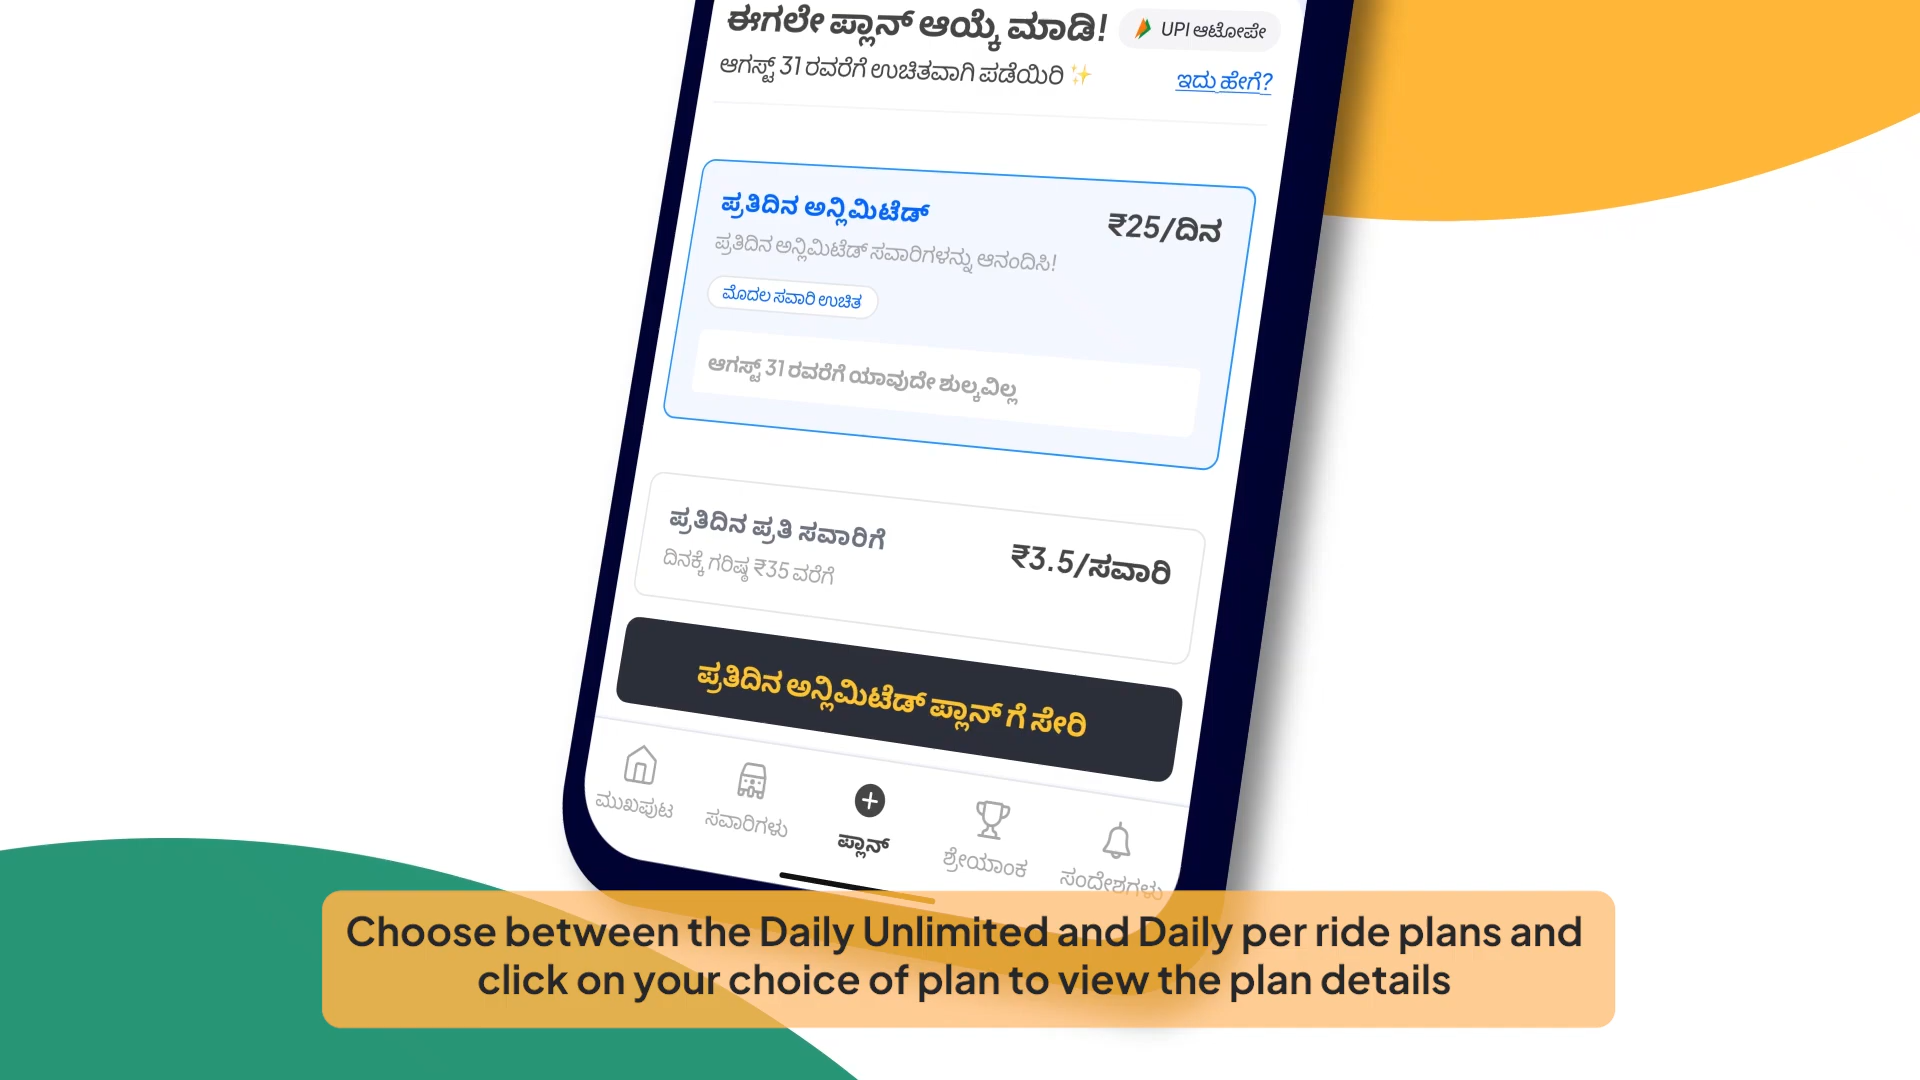 ಈಗಲೇ ಪ್ಲಾನ್ ಆಯ್ಕೆ ಮಾಡಿ!
UPI ಆಟೋಪೇ
ಆಗಸ್ಟ್ 31 ರವರೆಗೆ ಉಚಿತವಾಗಿ ಪಡೆಯಿರಿ ✨
ಇದು ಹೇಗೆ?
ಪ್ರತಿದಿನ ಅನ್ಲಿಮಿಟೆಡ್
₹25/ದಿನ
ಪ್ರತಿದಿನ ಅನ್ಲಿಮಿಟೆಡ್ ಸವಾರಿಗಳನ್ನು ಆನಂದಿಸಿ!
ಮೊದಲ ಸವಾರಿ ಉಚಿತ
ಆಗಸ್ಟ್ 31 ರವರೆಗೆ ಯಾವುದೇ ಶುಲ್ಕವಿಲ್ಲ
ಪ್ರತಿದಿನ ಪ್ರತಿ ಸವಾರಿಗೆ
₹3.5/ಸವಾರಿ
ದಿನಕ್ಕೆ ಗರಿಷ್ಠ ₹35 ವರೆಗೆ
ಪ್ರತಿದಿನ ಅನ್ಲಿಮಿಟೆಡ್ ಪ್ಲಾನ್ ಗೆ ಸೇರಿ
ಮುಖಪುಟ
ಸವಾರಿಗಳು
ಪ್ಲಾನ್
ಶ್ರೇಯಾಂಕ
ಸಂದೇಶಗಳು
Choose between the Daily Unlimited and Daily per ride plans and
click on your choice of plan to view the plan details